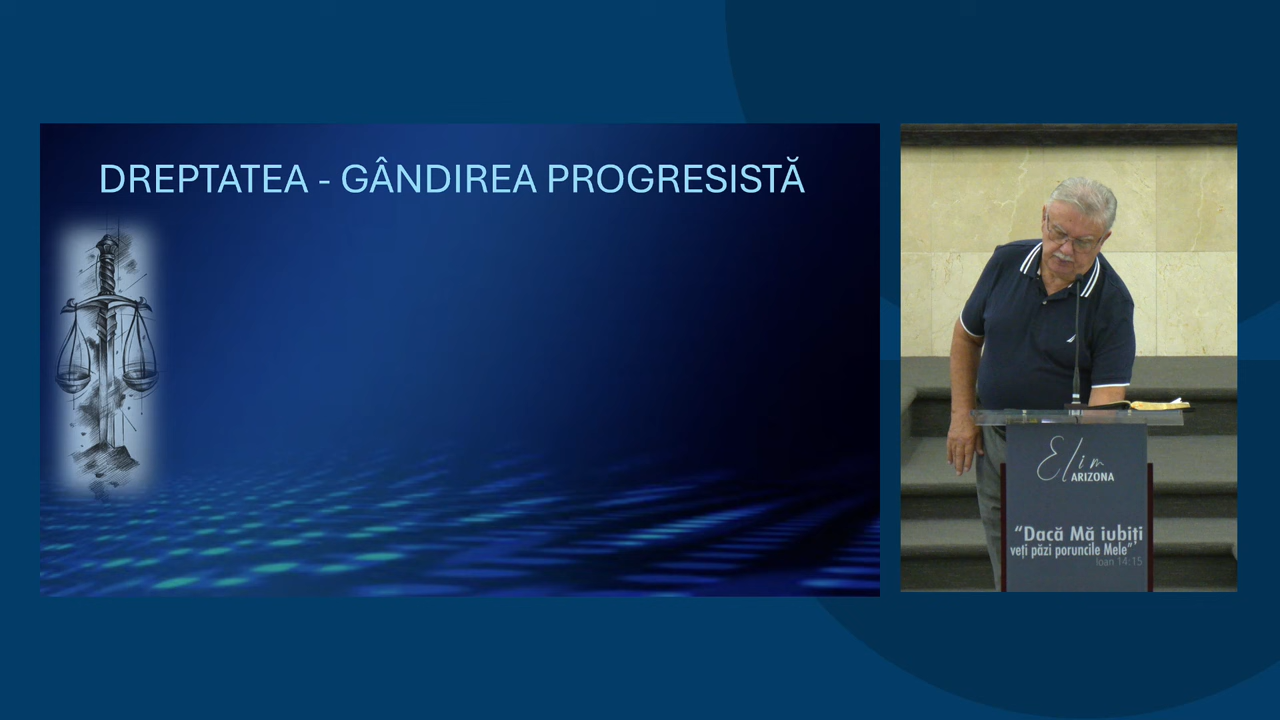 DREPTATEA - GÂNDIREA PROGRESISTĂ
Elim
ARIZONA
“Dacă Mă iubiți
veți păzi poruncile Mele”
Ioan 14:15